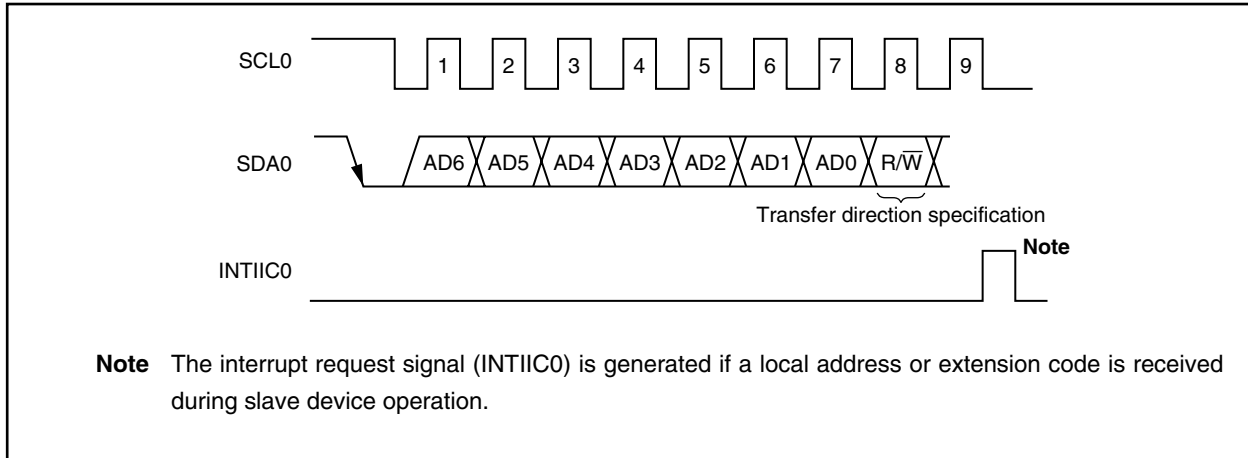 SCL0 1 2 3 4 5 6 7 8 9
SDA0 AD6 AD5 AD4 AD3 AD2 AD1 AD0 R/W̅
Transfer direction specification
Note
INTIIC0
Note The interrupt request signal (INTIIC0) is generated if a local address or extension code is received
during slave device operation.